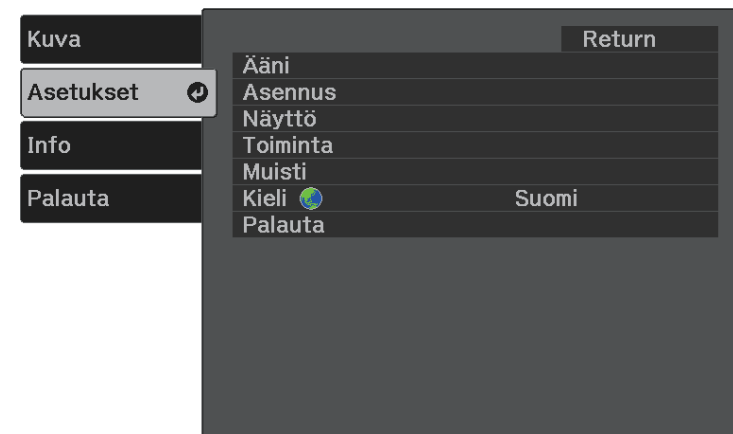 Kuva
Asetukset
Info
Palauta
Return
Ääni
Asennus
Näyttö
Toiminta
Muisti
Kieli Suomi
Palauta